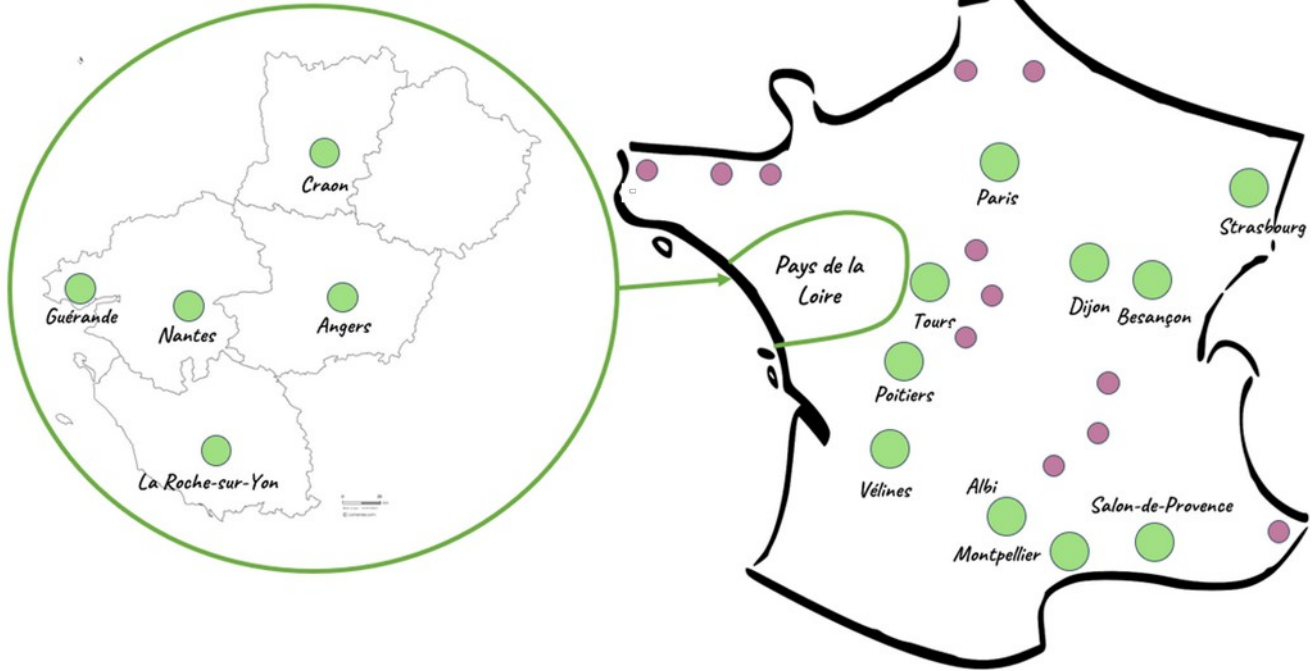 Craon
Guérande
Nantes
Angers
La Roche-sur-Yon
Pays de la
Loire
Paris
Strasbourg
Tours
Dijon
Besançon
Poitiers
Vélines
Albi
Salon-de-Provence
Montpellier